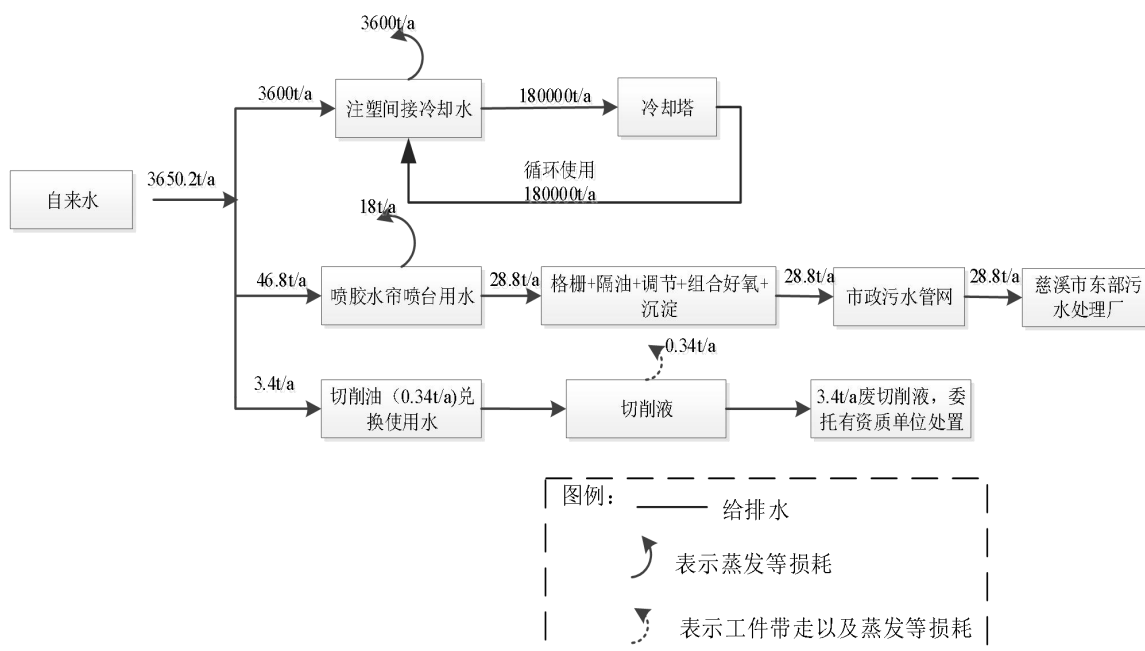 3600t/a
3600t/a
注塑间接冷却水
180000t/a
冷却塔
循环使用
180000t/a
自来水
3650.2t/a
18t/a
46.8t/a
喷胶水帘喷台用水
28.8t/a
格栅+隔油+调节+组合好氧+
沉淀
28.8t/a
市政污水管网
28.8t/a
慈溪市东部污
水处理厂
0.34t/a
3.4t/a
切削油（0.34t/a)兑
换使用水
切削液
3.4t/a废切削液，委
托有资质单位处置
图例：
给排水
表示蒸发等损耗
表示工件带走以及蒸发等损耗